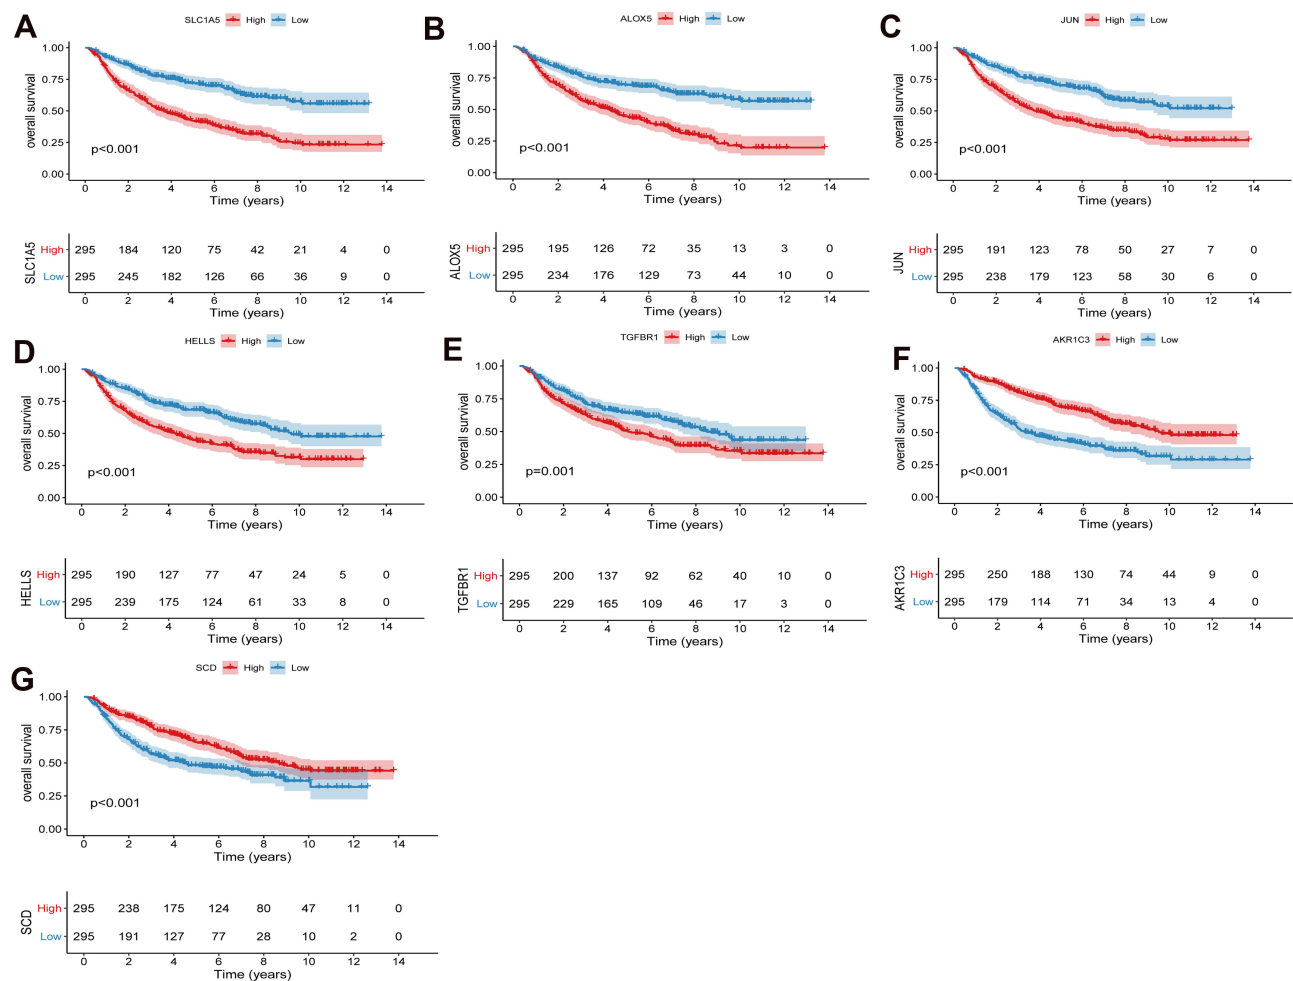 A
SLC1A5 High Low
overall survival
1.00
0.75
0.50
0.25
0.00
p<0.001
0 2 4 6 8 10 12 14
Time (years)
SLC1A5
High 295 184 120 75 42 21 4 0
Low 295 245 182 126 66 36 9 0
0 2 4 6 8 10 12 14
Time (years)
B
ALOX5 High Low
overall survival
1.00
0.75
0.50
0.25
0.00
p<0.001
0 2 4 6 8 10 12 14
Time (years)
ALOX5
High 295 195 126 72 35 13 3 0
Low 295 234 176 129 73 44 10 0
0 2 4 6 8 10 12 14
Time (years)
C
JUN High Low
overall survival
1.00
0.75
0.50
0.25
0.00
p<0.001
0 2 4 6 8 10 12 14
Time (years)
JUN
High 295 191 123 78 50 27 7 0
Low 295 238 179 123 58 30 6 0
0 2 4 6 8 10 12 14
Time (years)
D
HELLS High Low
overall survival
1.00
0.75
0.50
0.25
0.00
p<0.001
0 2 4 6 8 10 12 14
Time (years)
HELLS
High 295 190 127 77 47 24 5 0
Low 295 239 175 124 61 33 8 0
0 2 4 6 8 10 12 14
Time (years)
E
TGFBR1 High Low
overall survival
1.00
0.75
0.50
0.25
0.00
p=0.001
0 2 4 6 8 10 12 14
Time (years)
TGFBR1
High 295 200 137 92 62 40 10 0
Low 295 229 165 109 46 17 3 0
0 2 4 6 8 10 12 14
Time (years)
F
AKR1C3 High Low
overall survival
1.00
0.75
0.50
0.25
0.00
p<0.001
0 2 4 6 8 10 12 14
Time (years)
AKR1C3
High 295 250 188 130 74 44 9 0
Low 295 179 114 71 34 13 4 0
0 2 4 6 8 10 12 14
Time (years)
G
SCD High Low
overall survival
1.00
0.75
0.50
0.25
0.00
p<0.001
0 2 4 6 8 10 12 14
Time (years)
SCD
High 295 238 175 124 80 47 11 0
Low 295 191 127 77 28 10 2 0
0 2 4 6 8 10 12 14
Time (years)